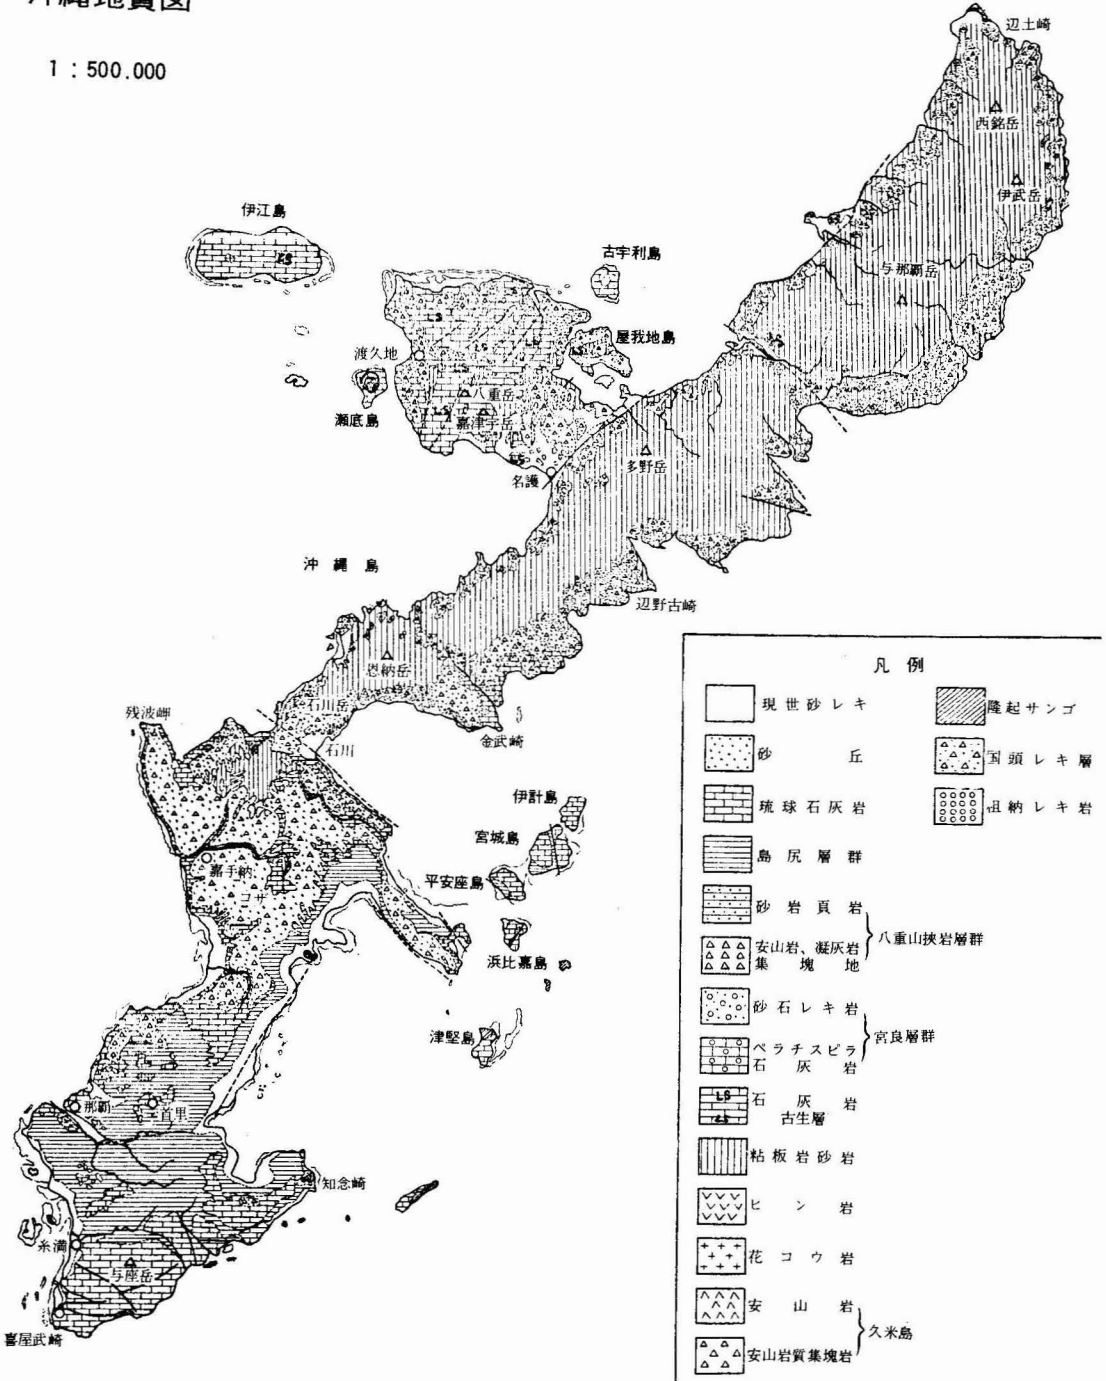 沖縄地質図
1 : 500.000
辺土崎
西銘岳
伊武岳
与那覇岳
伊江島
古宇利島
屋我地島
渡久地
八重岳
嘉津宇岳
瀬底島
名護
多野岳
沖縄島
辺野古崎
恩納岳
石川岳
石川
金武崎
残波岬
伊計島
宮城島
平安座島
浜比嘉島
津堅島
嘉手納
コザ
那覇
首里
知念崎
糸満
与座岳
喜屋武崎
凡例
現世砂レキ
砂丘
琉球石灰岩
島尻層群
砂岩頁岩
安山岩、凝灰岩
集塊地
八重山挾岩層群
砂石レキ岩
ペラチスピラ
石灰岩
宮良層群
LS
石灰岩
古生層
粘板岩砂岩
ヒン岩
花コウ岩
安山岩
安山岩質集塊岩
久米島
隆起サンゴ
国頭レキ層
祖納レキ岩